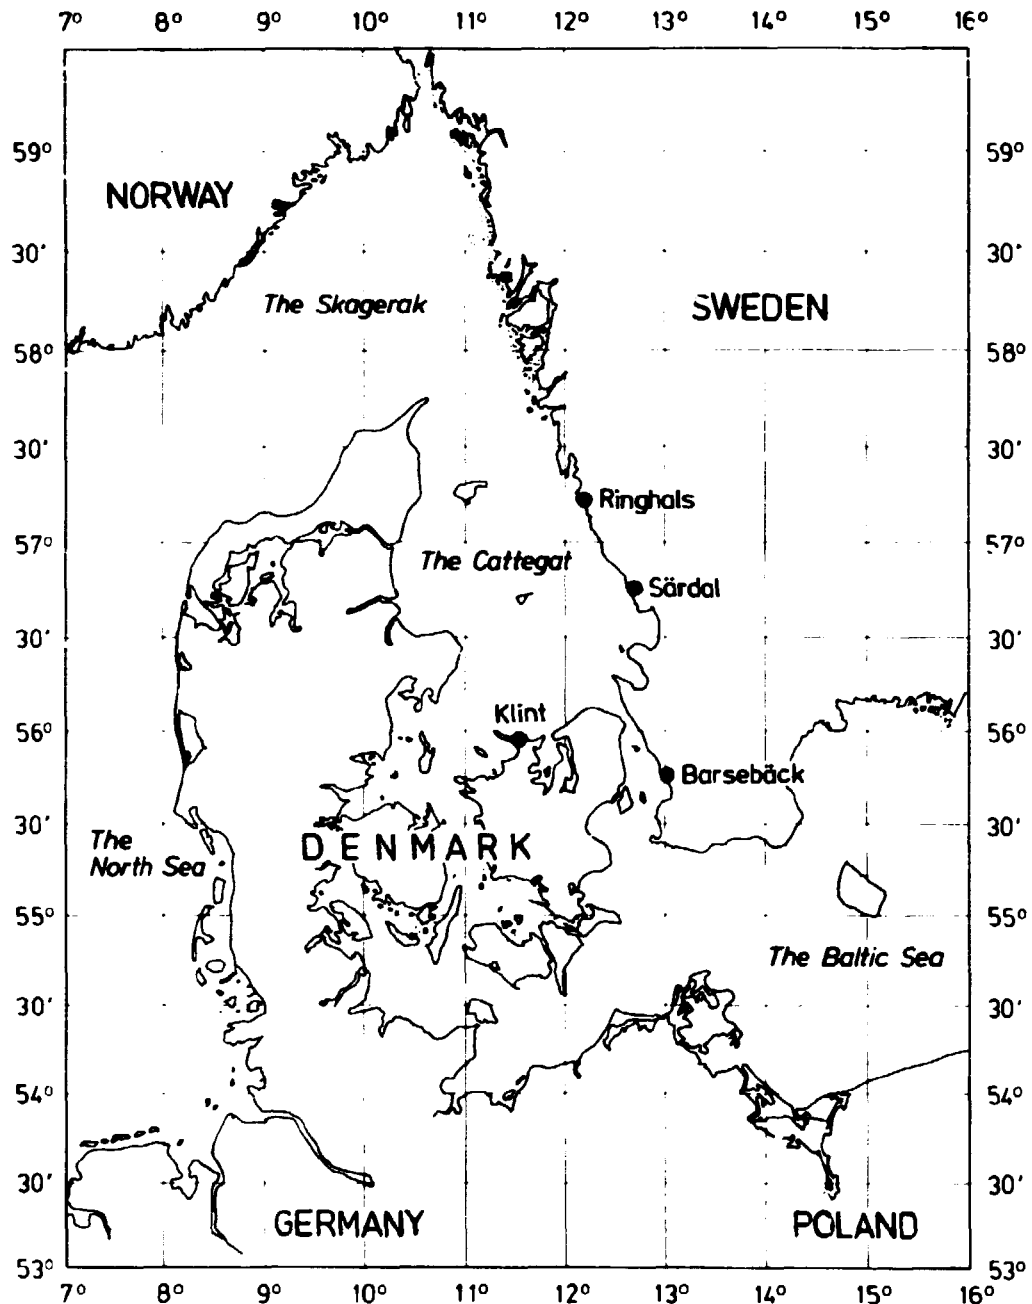 7° 8° 9° 10° 11° 12° 13° 14° 15° 16°
59° 59°
NORWAY
30' 30'
The Skagerak
SWEDEN
58° 58°
30' 30'
Ringhals
57° 57°
The Cattegat
Särdal
30' 30'
Klint
56° 56°
Barsebäck
30' 30'
The
North Sea
DENMARK
55° 55°
The Baltic Sea
30' 30'
54° 54°
30' 30'
GERMANY
POLAND
53° 53°
7° 8° 9° 10° 11° 12° 13° 14° 15° 16°